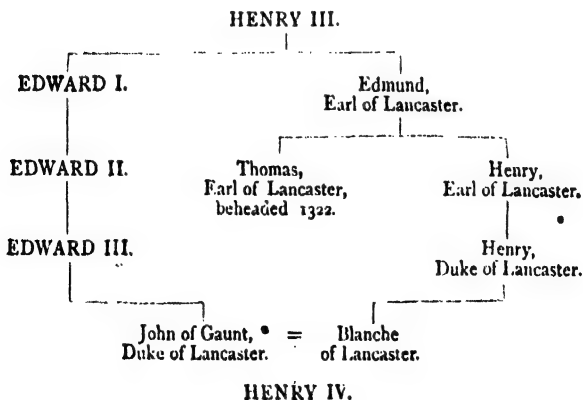 HENRY III.
EDWARD I.
Edmund,
Earl of Lancaster.
EDWARD II.
Thomas,
Earl of Lancaster,
beheaded 1322.
Henry,
Earl of Lancaster.
EDWARD III.
Henry,
Duke of Lancaster.
John of Gaunt,
Duke of Lancaster.
=
Blanche
of Lancaster.
HENRY IV.